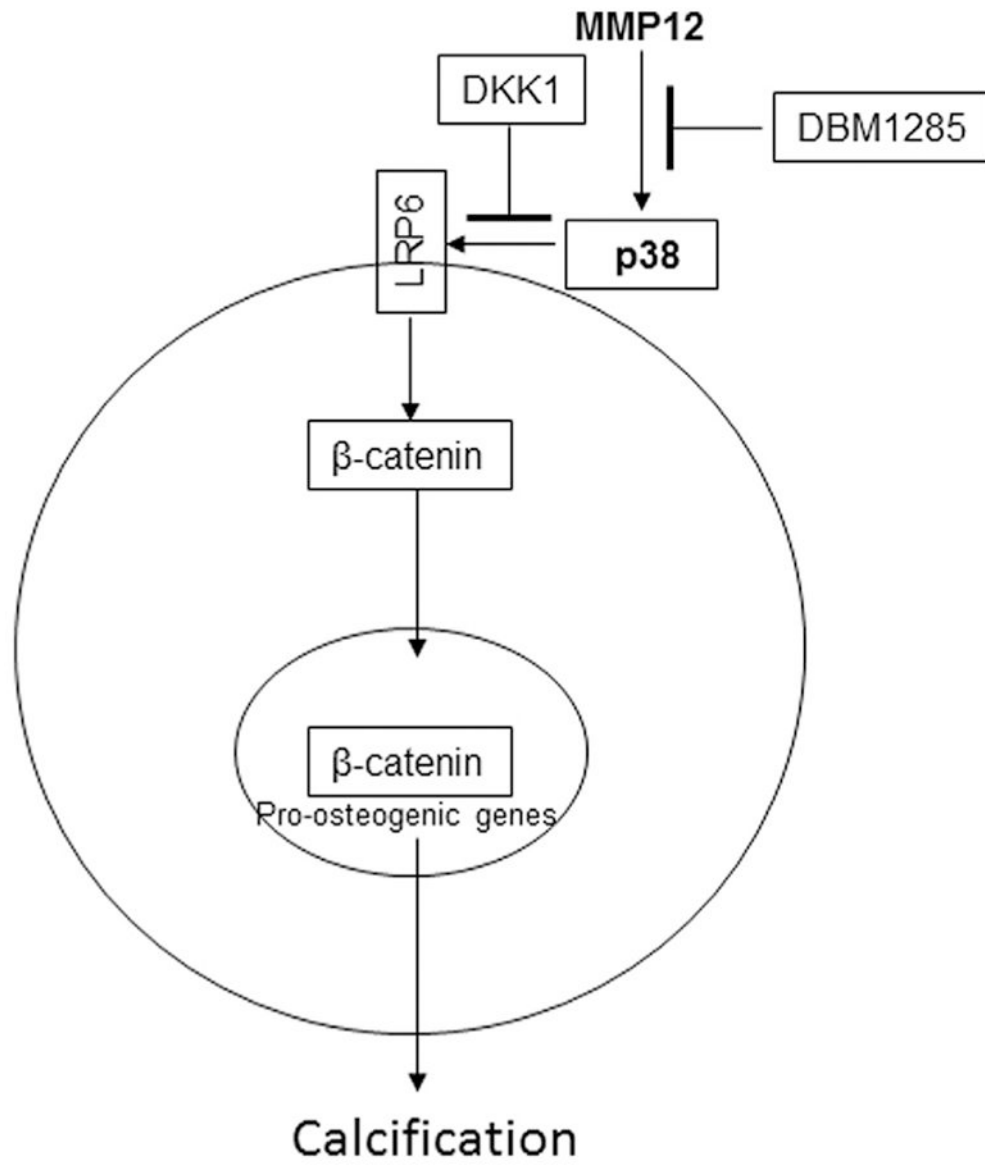 MMP12
DKK1
DBM1285
LRP6
p38
β-catenin
β-catenin
Pro-osteogenic genes
Calcification